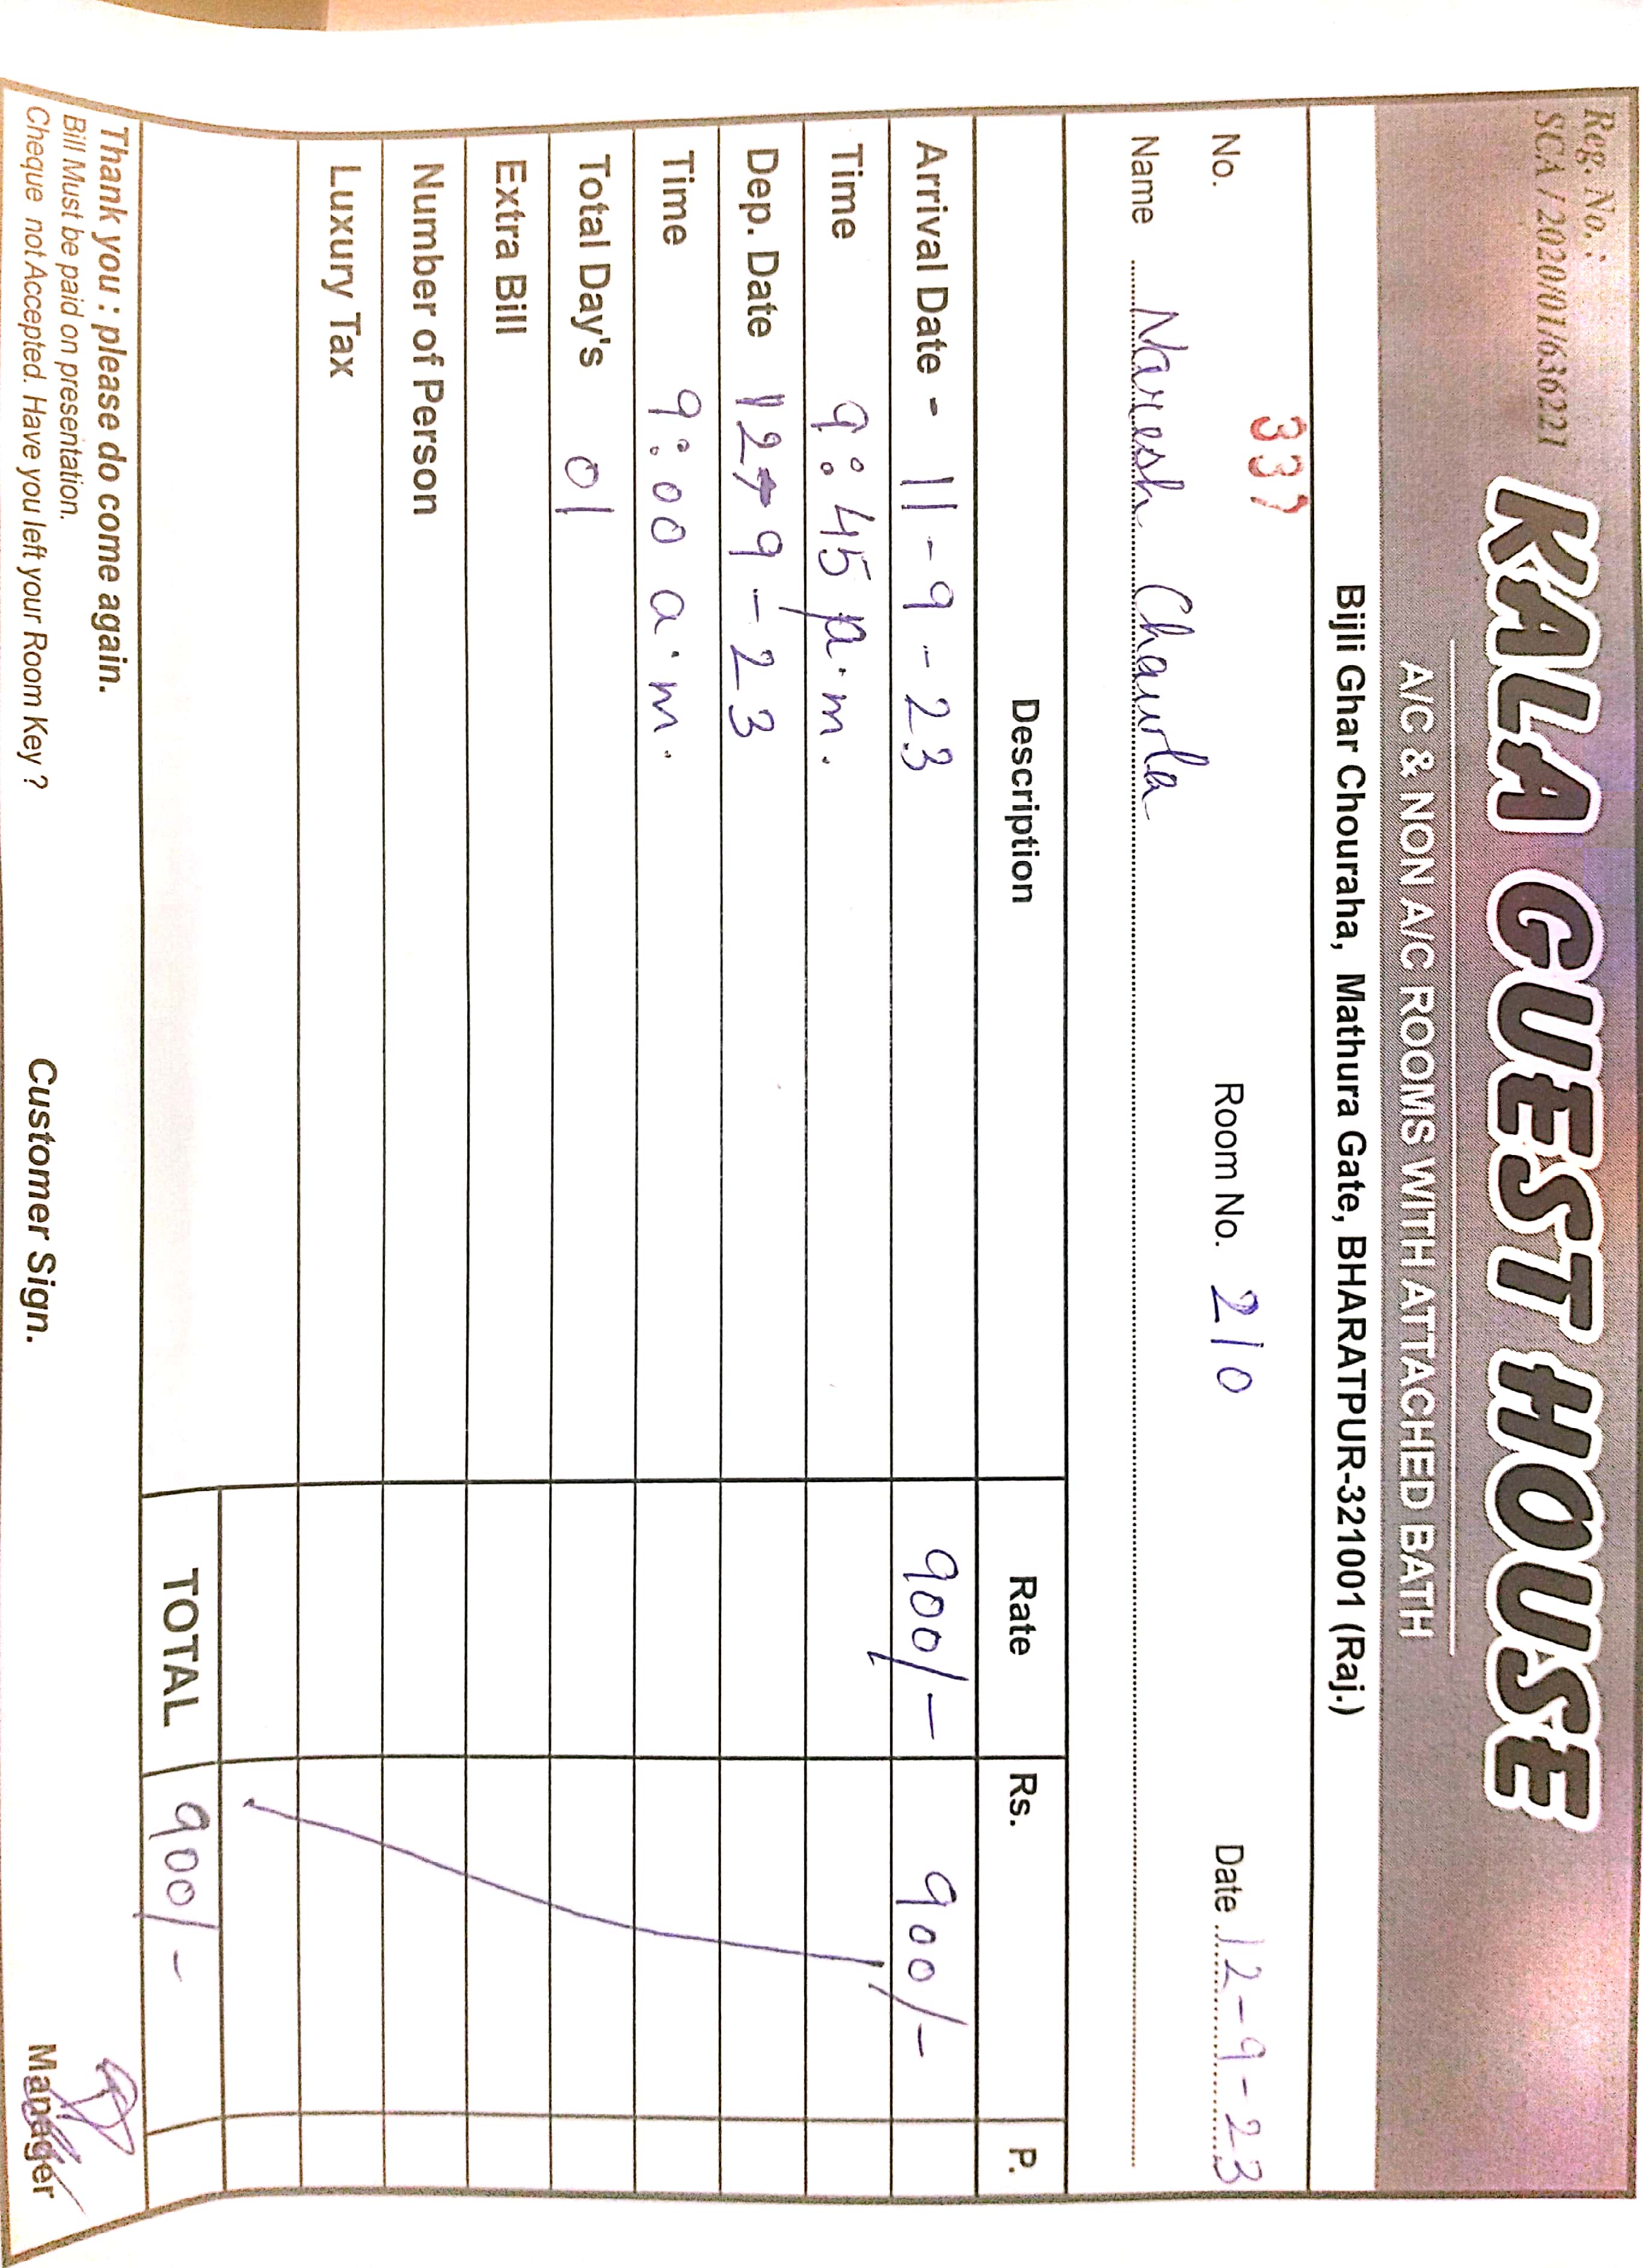 Reg. No. :
SCA / 2020/01/636221
KALA GUEST HOUSE
A/C & NON A/C ROOMS WITH ATTACHED BATH
Bijli Ghar Chouraha, Mathura Gate, BHARATPUR-321001 (Raj.)
No. 337 Room No. 210 Date 12-9-23
Name Naresh Chawla
Description Rate Rs. P.
Arrival Date - 11-9-23 900/- 900/-
Time 9:45 p.m.
Dep. Date 12-9-23
Time 9:00 a.m.
Total Day's 01
Extra Bill
Number of Person
Luxury Tax
TOTAL 900/-
Thank you : please do come again.
Bill Must be paid on presentation.
Cheque not Accepted. Have you left your Room Key ? Customer Sign. Manager